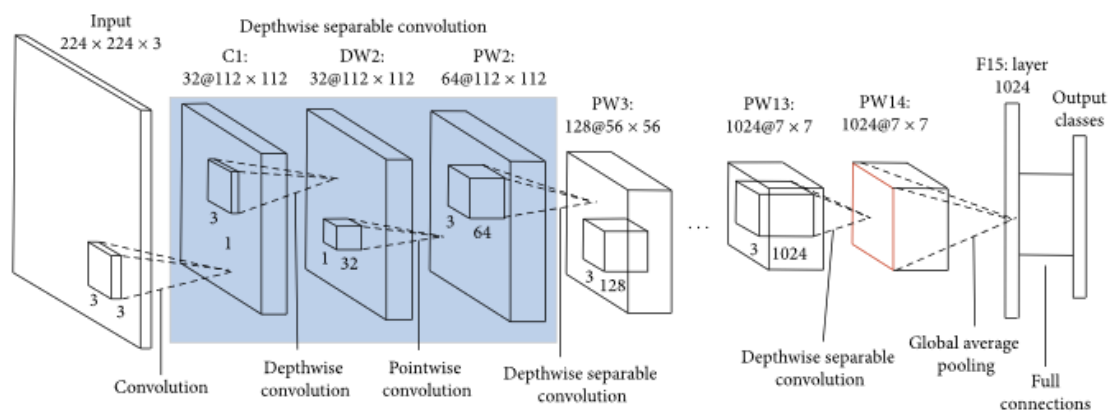 Input
224 × 224 × 3
Depthwise separable convolution
C1:
32@112 × 112
DW2:
32@112 × 112
PW2:
64@112 × 112
PW3:
128@56 × 56
PW13:
1024@7 × 7
PW14:
1024@7 × 7
F15: layer
1024
Output
classes
3
3
3
1
1
32
3
64
3
128
...
3
1024
Convolution
Depthwise
convolution
Pointwise
convolution
Depthwise separable
convolution
Depthwise separable
convolution
Global average
pooling
Full
connections